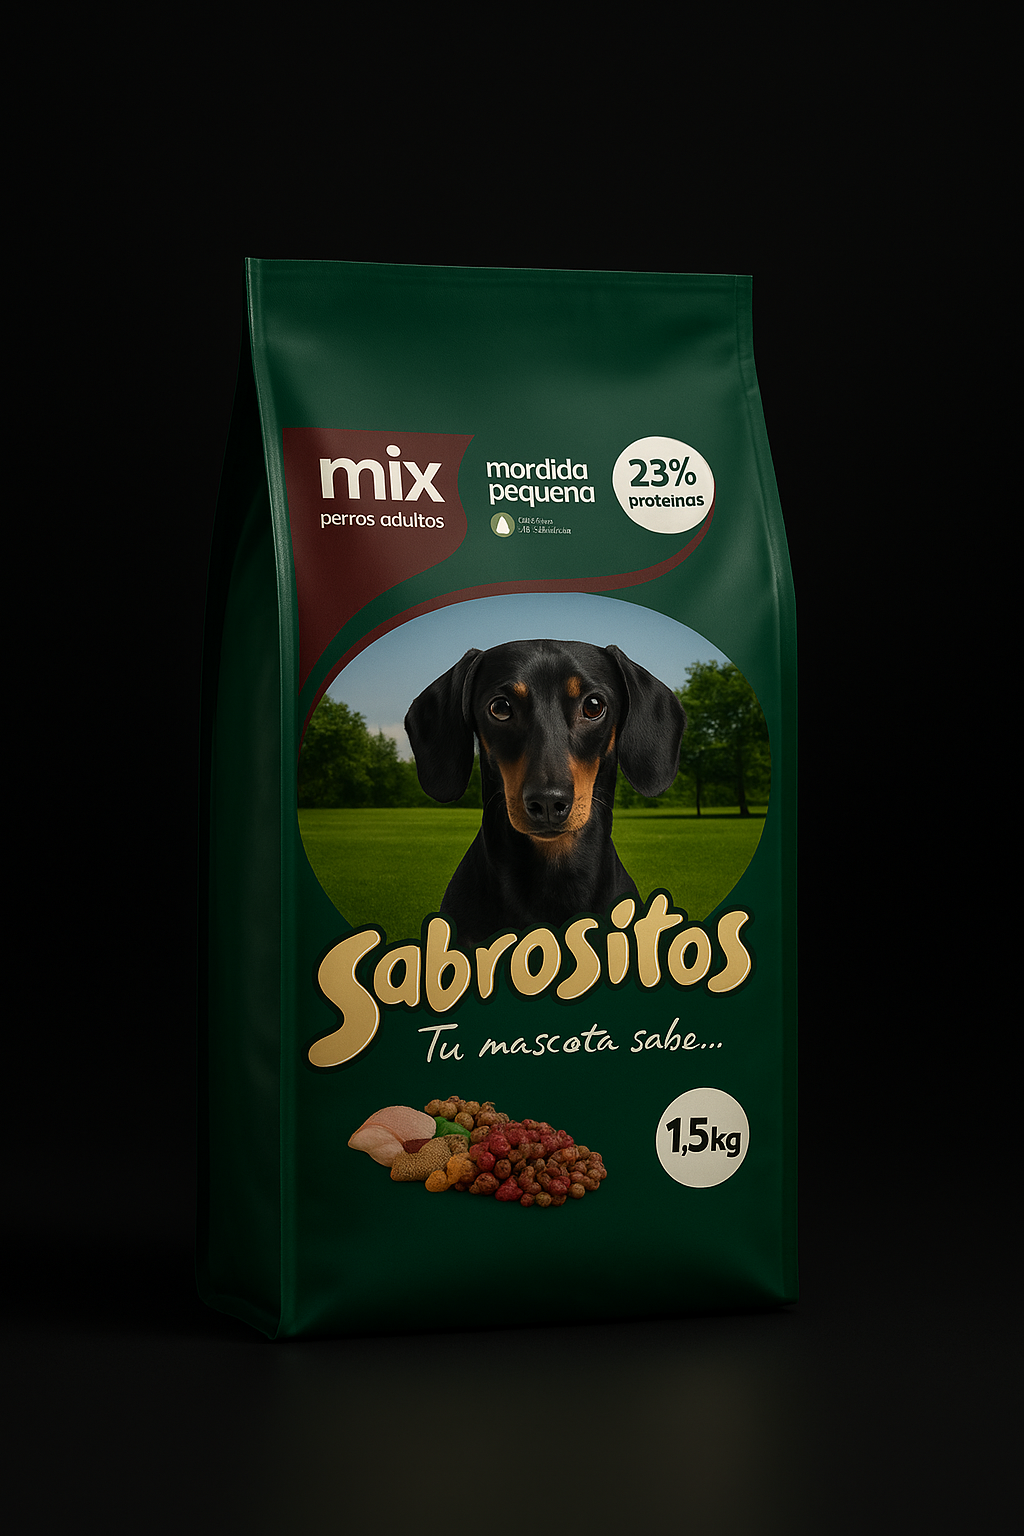 mix
perros adultos
mordida
pequena
23%
proteinas
Sabrositos
Tu mascota sabe...
1,5kg